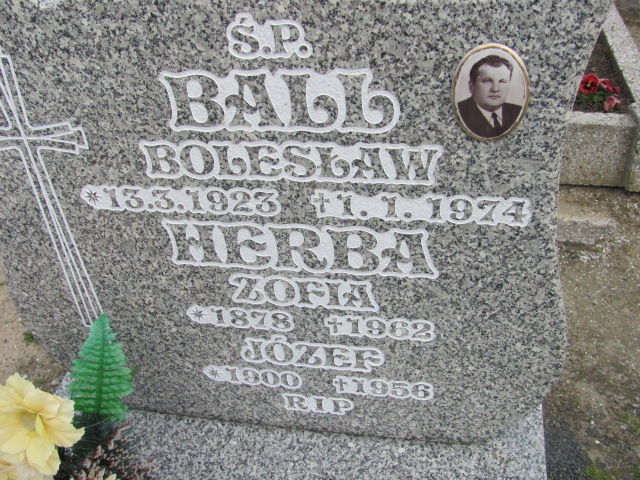 Ś.P.
BALL
BOLESŁAW
*13.3.1923 †1.1.1974
HERBA
ZOFIA
*1878 †1962
JÓZEF
*1900 †1956
RIP